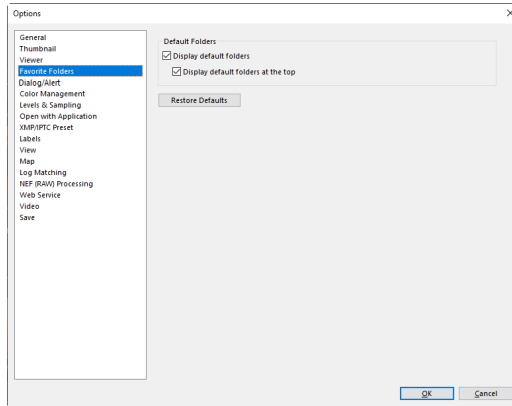 Options
General
Thumbnail
Viewer
Favorite Folders
Dialog/Alert
Color Management
Levels & Sampling
Open with Application
XMP/IPTC Preset
Labels
View
Map
Log Matching
NEF (RAW) Processing
Web Service
Video
Save
Default Folders
Display default folders
Display default folders at the top
Restore Defaults
OK
Cancel